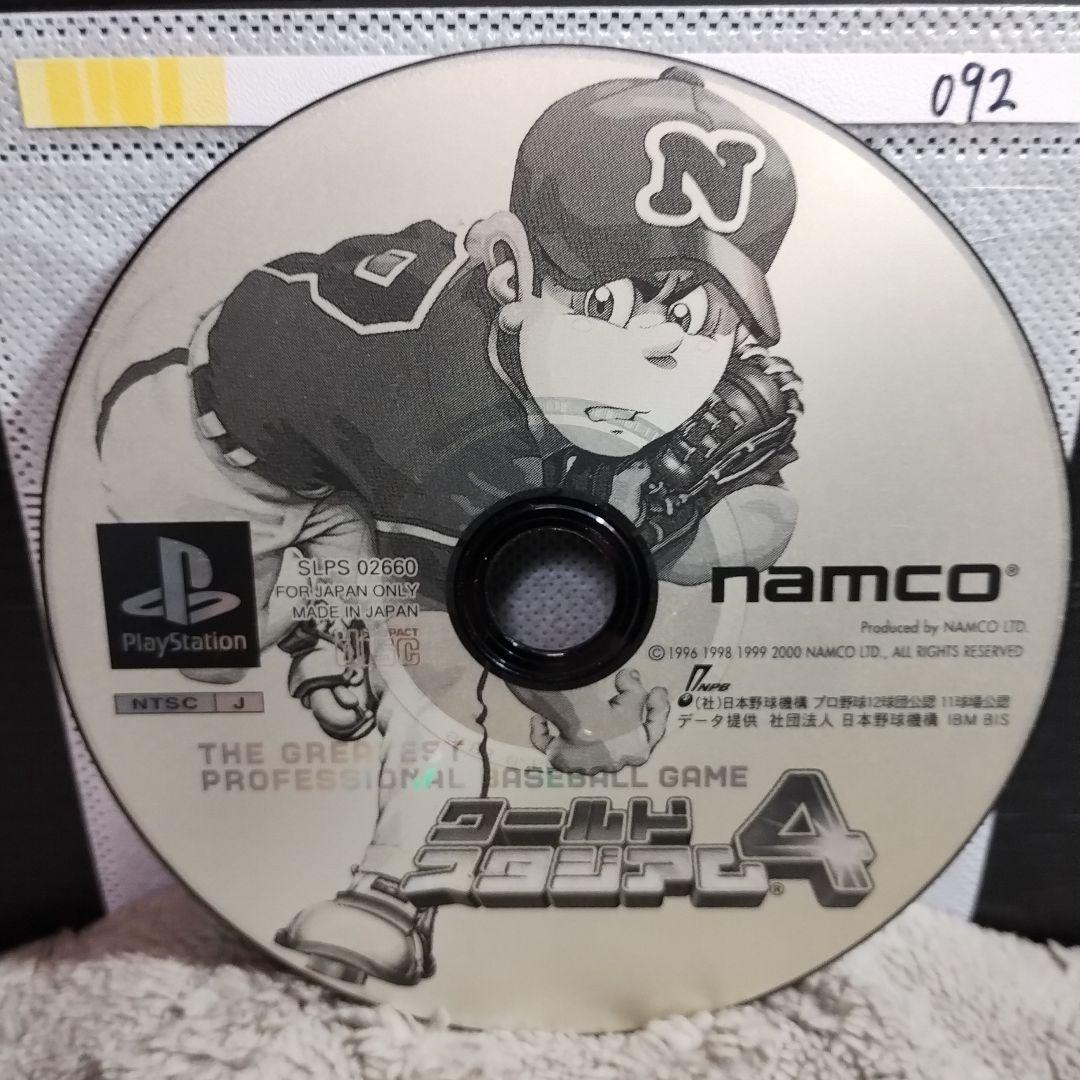 092
N
PlayStation
SLPS 02660
FOR JAPAN ONLY
MADE IN JAPAN
COMPACT
DISC
NTSC J
namco®
Produced by NAMCO LTD.
©1996 1998 1999 2000 NAMCO LTD., ALL RIGHTS RESERVED
NPB
(社)日本野球機構 プロ野球12球団公認 11球場公認
データ提供 社団法人 日本野球機構 IBM BIS
THE GREATEST
PROFESSIONAL BASEBALL GAME
ワールド
スタジアム4®